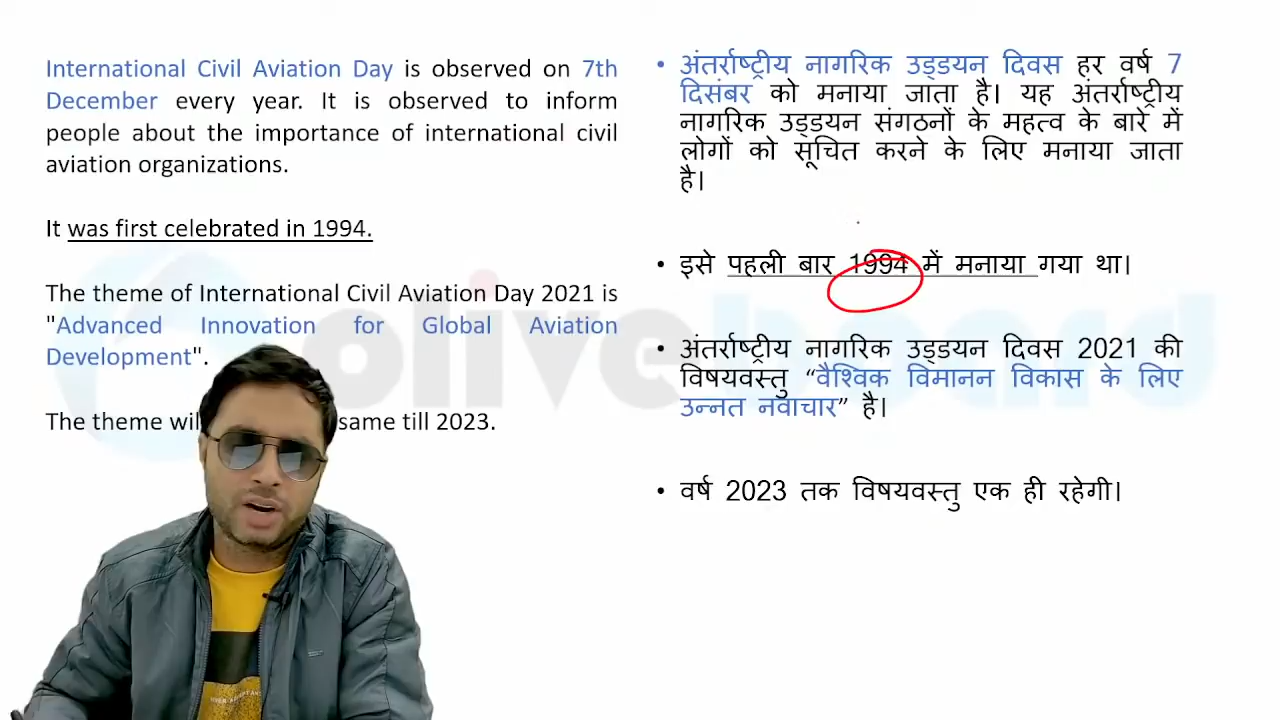 International Civil Aviation Day is observed on 7th
December every year. It is observed to inform
people about the importance of international civil
aviation organizations.
It was first celebrated in 1994.
The theme of International Civil Aviation Day 2021 is
"Advanced Innovation for Global Aviation
Development".
The theme same till 2023.
• अंतर्राष्ट्रीय नागरिक उड्डयन दिवस हर वर्ष 7
दिसंबर को मनाया जाता है। यह अंतर्राष्ट्रीय
नागरिक उड्डयन संगठनों के महत्व के बारे में
लोगों को सूचित करने के लिए मनाया जाता
है।
• इसे पहली बार 1994 में मनाया गया था।
• अंतर्राष्ट्रीय नागरिक उड्डयन दिवस 2021 की
विषयवस्तु “वैश्विक विमानन विकास के लिए
उन्नत नवाचार” है।
• वर्ष 2023 तक विषयवस्तु एक ही रहेगी।
oliveboard